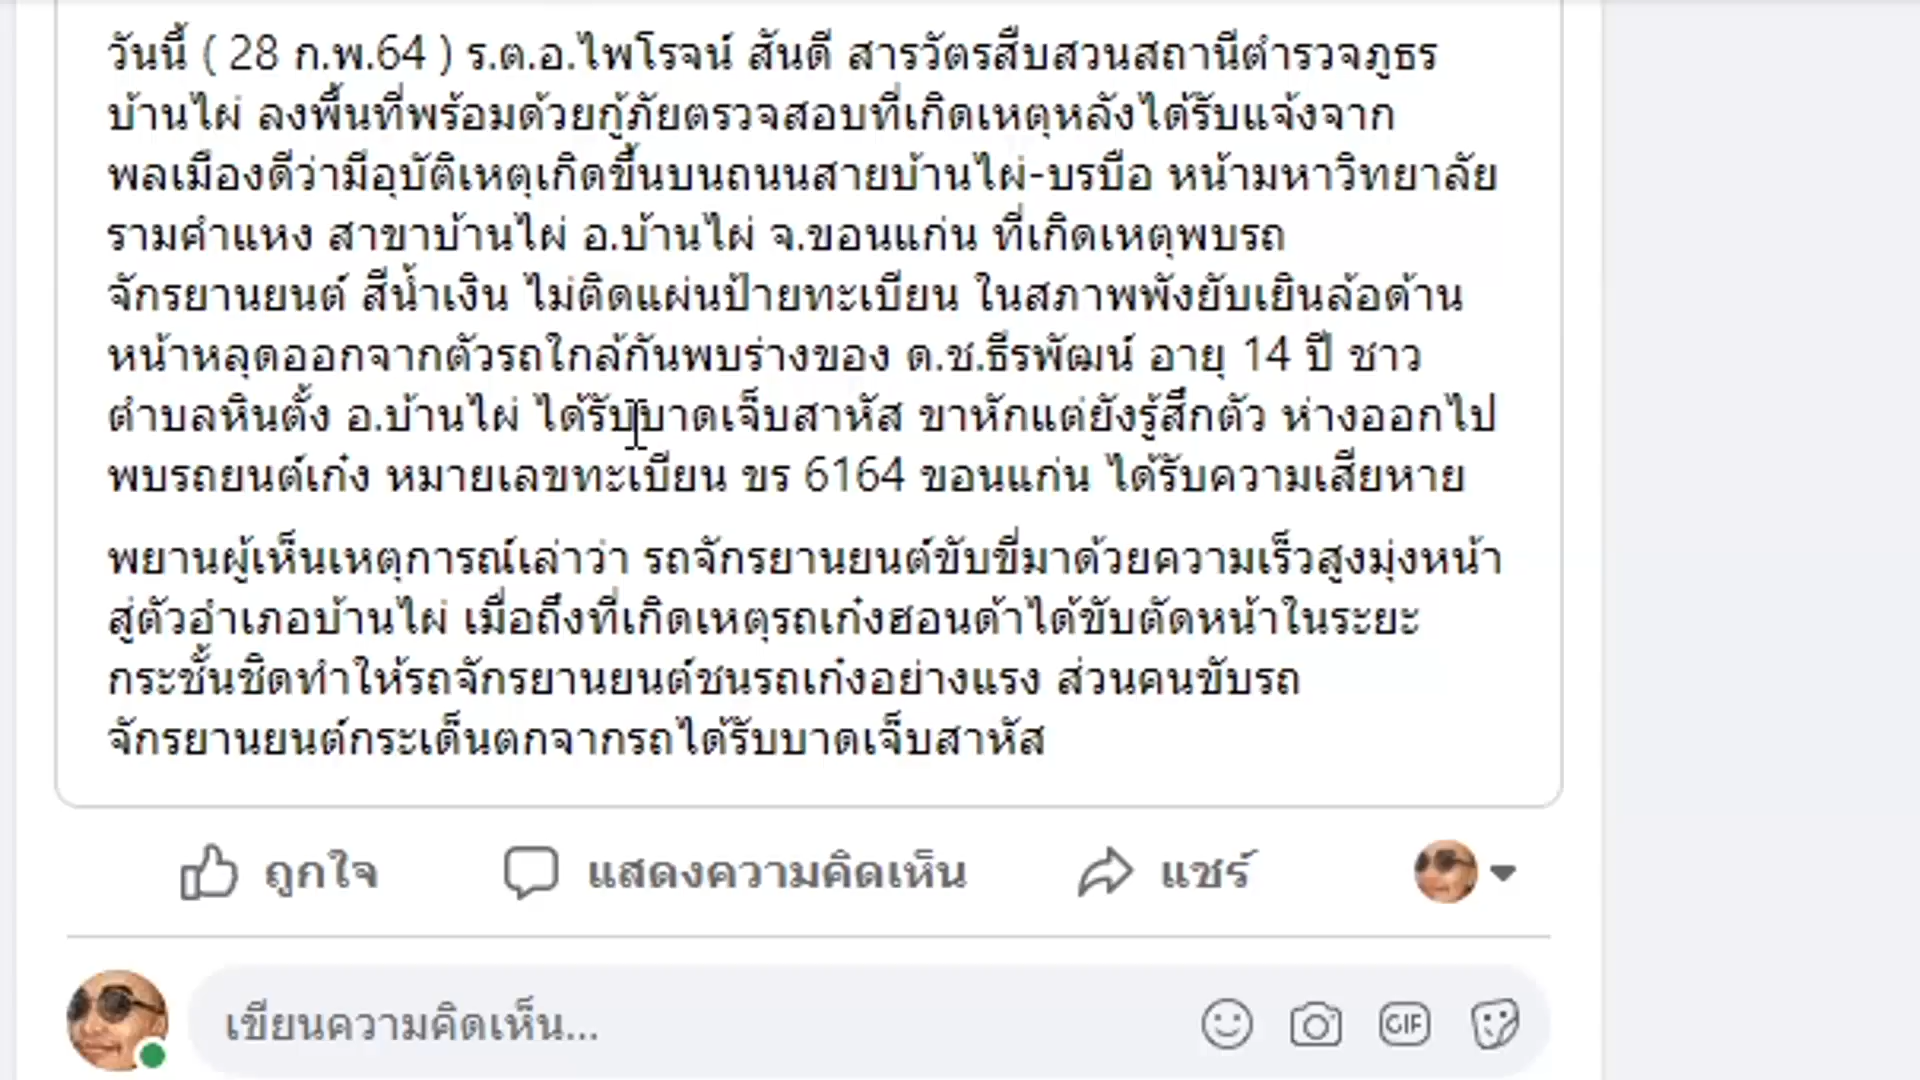 วันนี้ ( 28 ก.พ.64 ) ร.ต.อ.ไพโรจน์ สันดี สารวัตรสืบสวนสถานีตำรวจภูธร
บ้านไผ่ ลงพื้นที่พร้อมด้วยกู้ภัยตรวจสอบที่เกิดเหตุหลังได้รับแจ้งจาก
พลเมืองดีว่ามีอุบัติเหตุเกิดขึ้นบนถนนสายบ้านไผ่-บรบือ หน้ามหาวิทยาลัย
รามคำแหง สาขาบ้านไผ่ อ.บ้านไผ่ จ.ขอนแก่น ที่เกิดเหตุพบรถ
จักรยานยนต์ สีน้ำเงิน ไม่ติดแผ่นป้ายทะเบียน ในสภาพพังยับเยินล้อด้าน
หน้าหลุดออกจากตัวรถใกล้กันพบร่างของ ด.ช.ธีรพัฒน์ อายุ 14 ปี ชาว
ตำบลหินตั้ง อ.บ้านไผ่ ได้รับบาดเจ็บสาหัส ขาหักแต่ยังรู้สึกตัว ห่างออกไป
พบรถยนต์เก๋ง หมายเลขทะเบียน ขร 6164 ขอนแก่น ได้รับความเสียหาย
พยานผู้เห็นเหตุการณ์เล่าว่า รถจักรยานยนต์ขับขี่มาด้วยความเร็วสูงมุ่งหน้า
สู่ตัวอำเภอบ้านไผ่ เมื่อถึงที่เกิดเหตุรถเก๋งฮอนด้าได้ขับตัดหน้าในระยะ
กระชั้นชิดทำให้รถจักรยานยนต์ชนรถเก๋งอย่างแรง ส่วนคนขับรถ
จักรยานยนต์กระเด็นตกจากรถได้รับบาดเจ็บสาหัส
ถูกใจ แสดงความคิดเห็น แชร์
เขียนความคิดเห็น... GIF